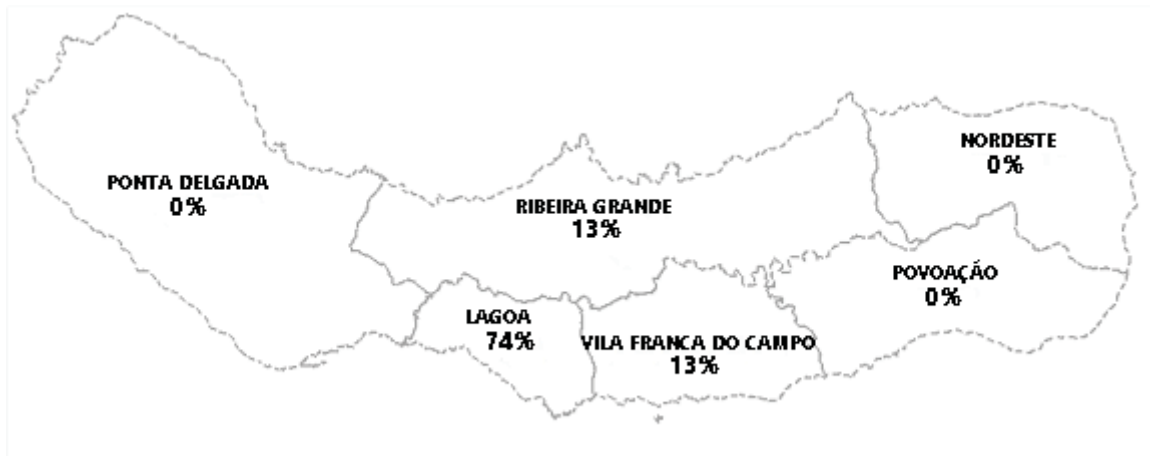 NORDESTE
0%
PONTA DELGADA
0%
RIBEIRA GRANDE
13%
POVOAÇÃO
0%
LAGOA
74%
VILA FRANCA DO CAMPO
13%